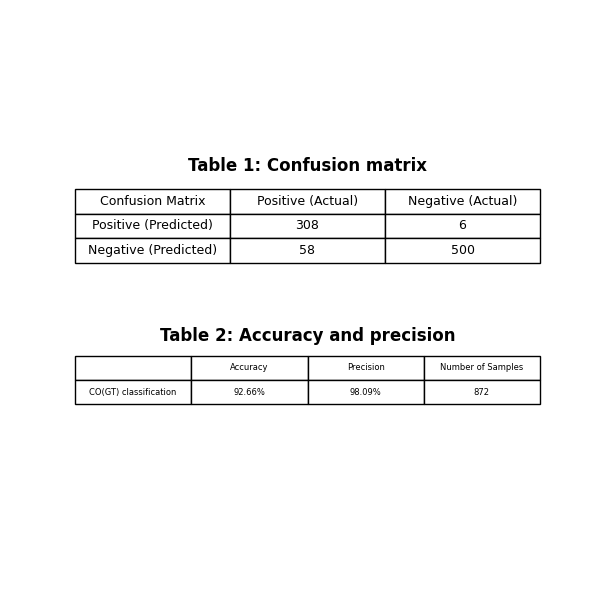 Table 1: Confusion matrix
Confusion Matrix Positive (Actual) Negative (Actual)
Positive (Predicted) 308 6
Negative (Predicted) 58 500
Table 2: Accuracy and precision
Accuracy Precision Number of Samples
CO(GT) classification 92.66% 98.09% 872